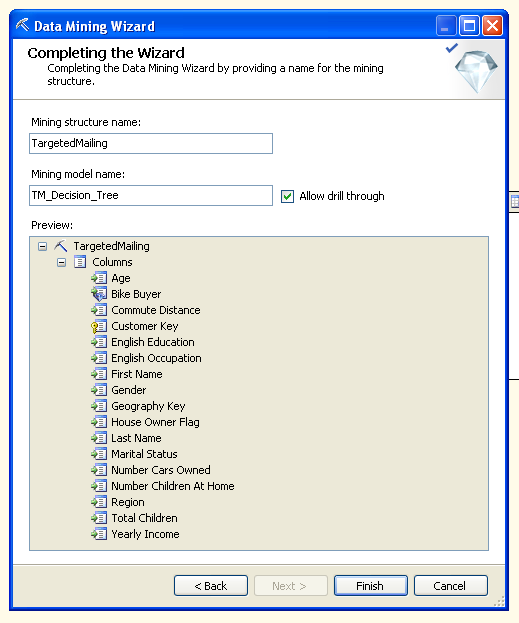 Data Mining Wizard
Completing the Wizard
Completing the Data Mining Wizard by providing a name for the mining
structure.
Mining structure name:
TargetedMailing
Mining model name:
TM_Decision_Tree
Allow drill through
Preview:
TargetedMailing
Columns
Age
Bike Buyer
Commute Distance
Customer Key
English Education
English Occupation
First Name
Gender
Geography Key
House Owner Flag
Last Name
Marital Status
Number Cars Owned
Number Children At Home
Region
Total Children
Yearly Income
< Back
Next >
Finish
Cancel